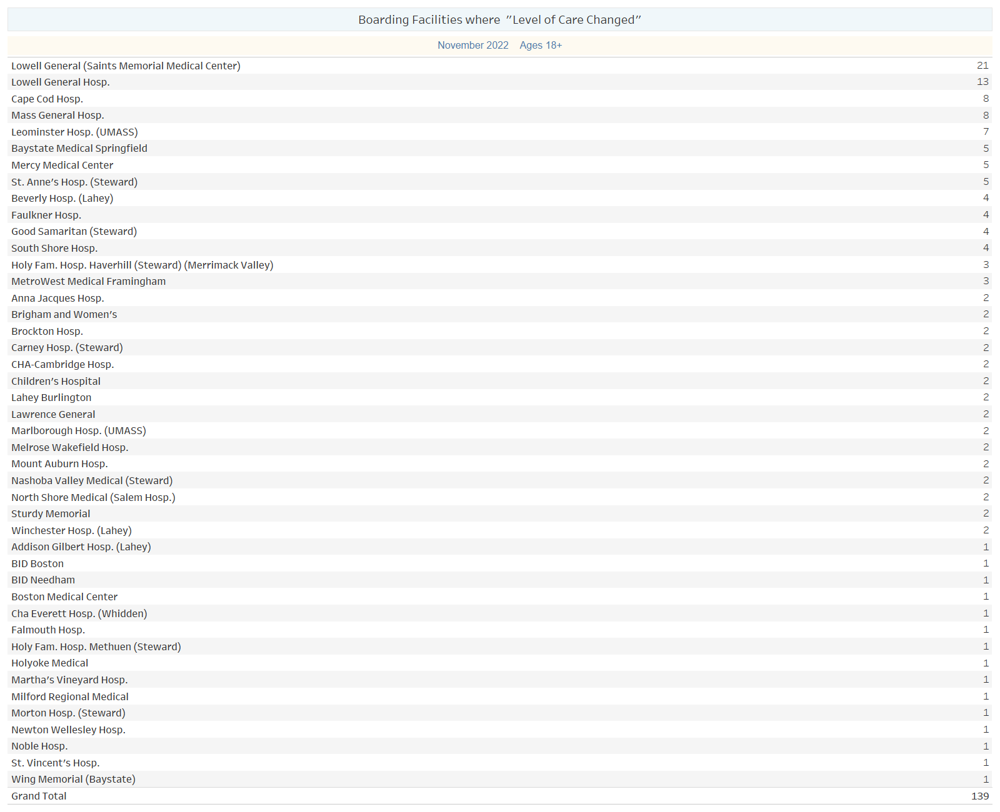 Boarding Facilities where "Level of Care Changed"
November 2022 Ages 18+
Lowell General (Saints Memorial Medical Center) 21
Lowell General Hosp. 13
Cape Cod Hosp. 8
Mass General Hosp. 8
Leominster Hosp. (UMASS) 7
Baystate Medical Springfield 5
Mercy Medical Center 5
St. Anne's Hosp. (Steward) 5
Beverly Hosp. (Lahey) 4
Faulkner Hosp. 4
Good Samaritan (Steward) 4
South Shore Hosp. 4
Holy Fam. Hosp. Haverhill (Steward) (Merrimack Valley) 3
MetroWest Medical Framingham 3
Anna Jacques Hosp. 2
Brigham and Women's 2
Brockton Hosp. 2
Carney Hosp. (Steward) 2
CHA-Cambridge Hosp. 2
Children's Hospital 2
Lahey Burlington 2
Lawrence General 2
Marlborough Hosp. (UMASS) 2
Melrose Wakefield Hosp. 2
Mount Auburn Hosp. 2
Nashoba Valley Medical (Steward) 2
North Shore Medical (Salem Hosp.) 2
Sturdy Memorial 2
Winchester Hosp. (Lahey) 2
Addison Gilbert Hosp. (Lahey) 1
BID Boston 1
BID Needham 1
Boston Medical Center 1
Cha Everett Hosp. (Whidden) 1
Falmouth Hosp. 1
Holy Fam. Hosp. Methuen (Steward) 1
Holyoke Medical 1
Martha's Vineyard Hosp. 1
Milford Regional Medical 1
Morton Hosp. (Steward) 1
Newton Wellesley Hosp. 1
Noble Hosp. 1
St. Vincent's Hosp. 1
Wing Memorial (Baystate) 1
Grand Total 139